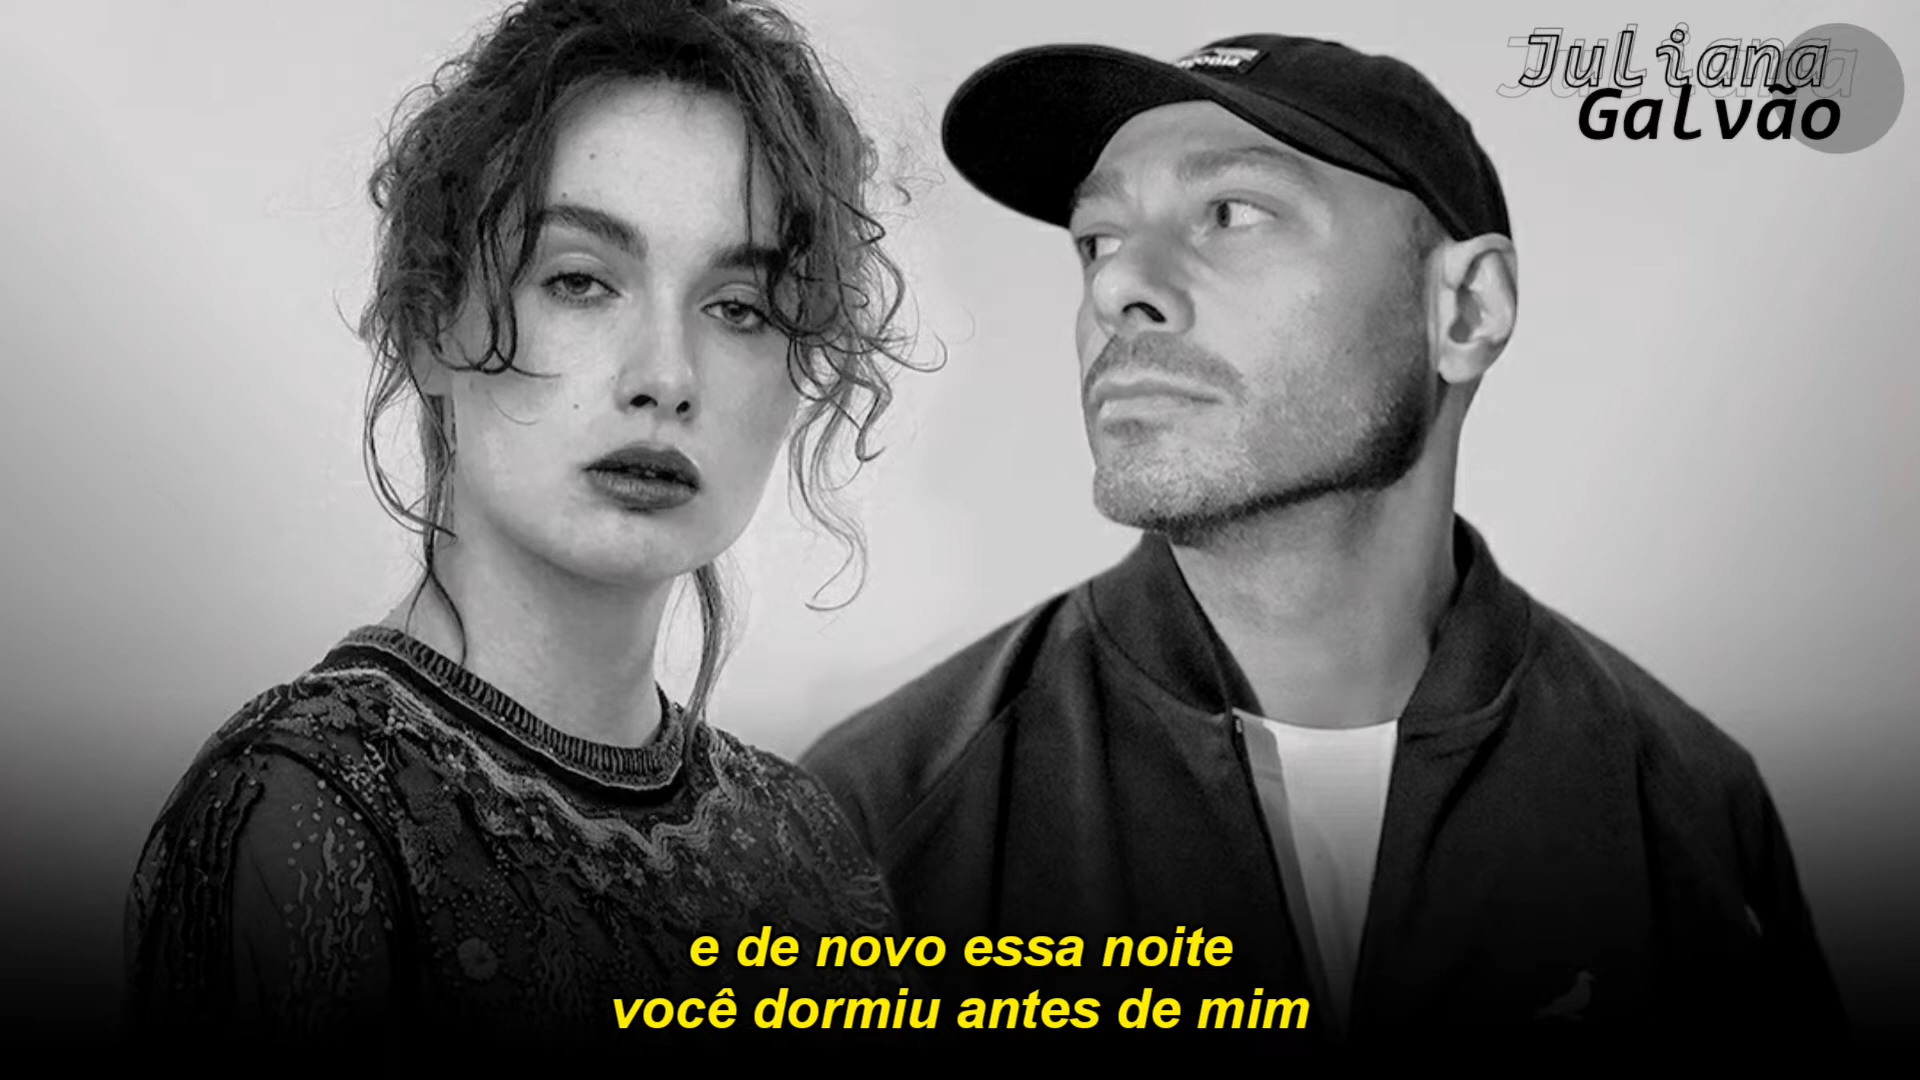 Juliana
Galvão
e de novo essa noite
você dormiu antes de mim